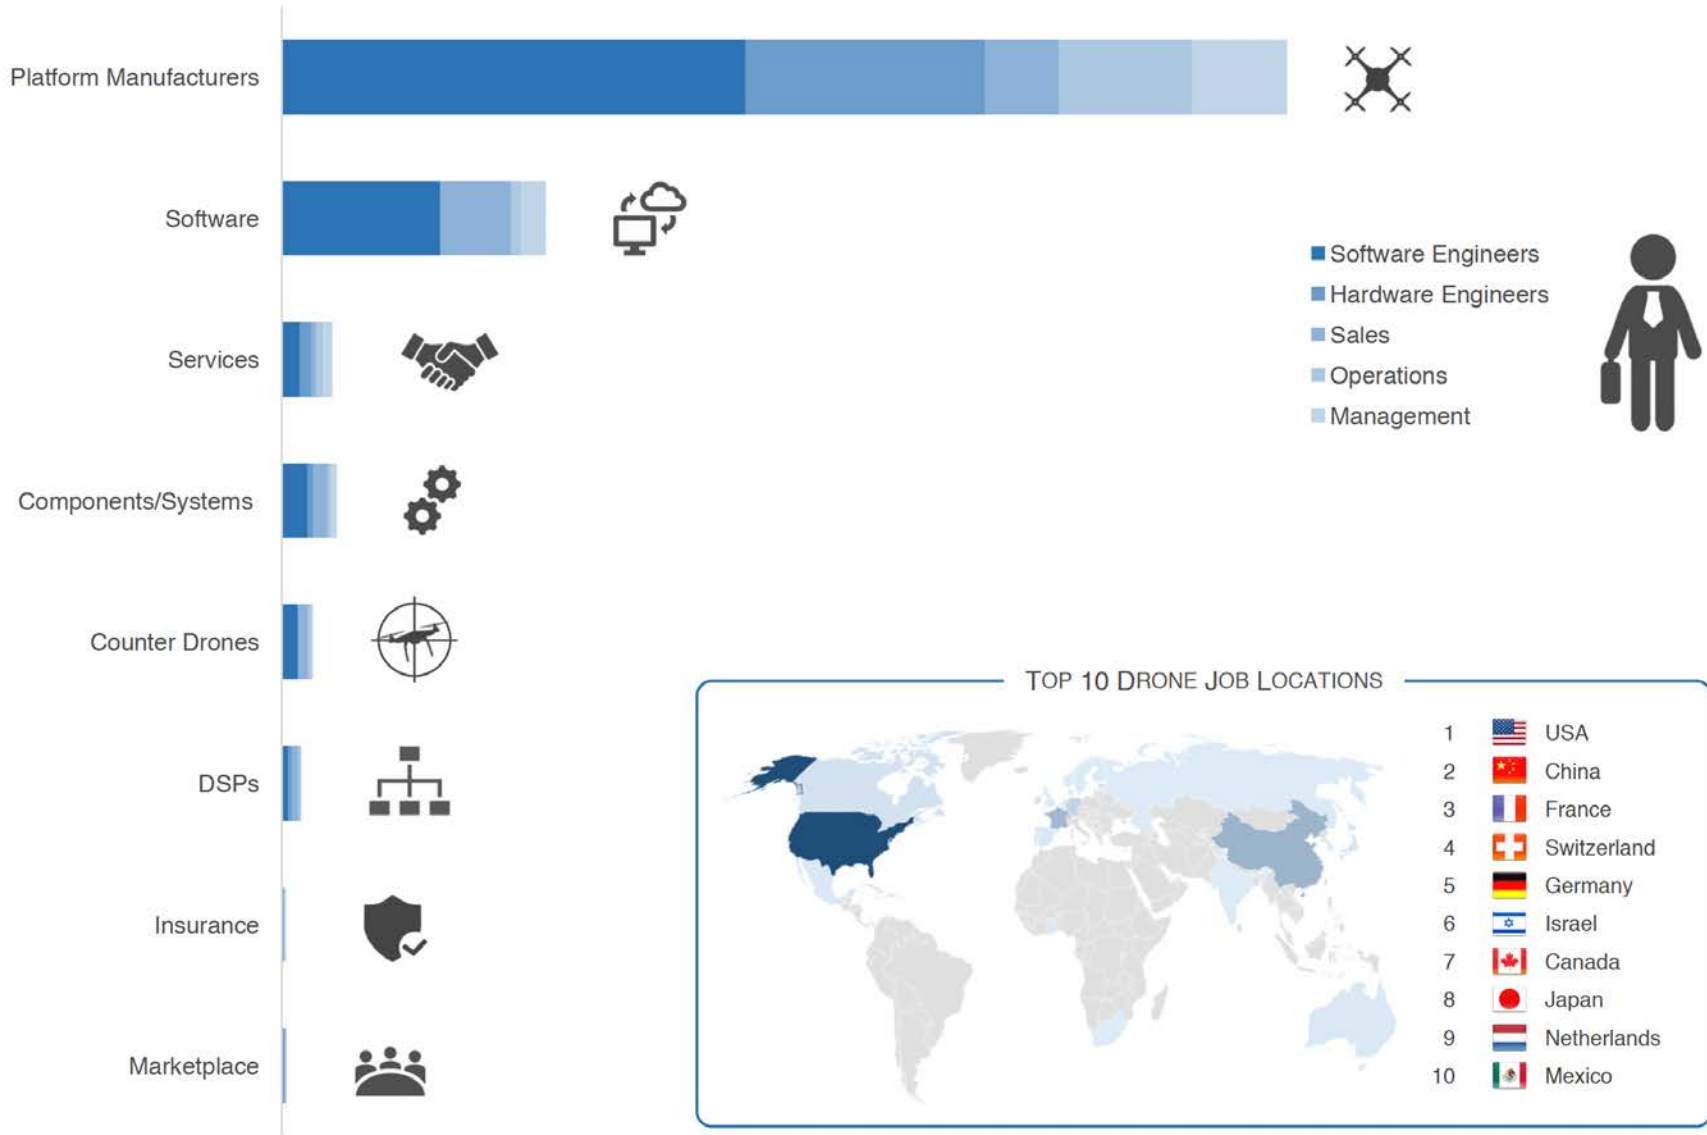 Platform Manufacturers
Software
Services
Components/Systems
Counter Drones
DSPs
Insurance
Marketplace
Software Engineers
Hardware Engineers
Sales
Operations
Management
TOP 10 DRONE JOB LOCATIONS
1 USA
2 China
3 France
4 Switzerland
5 Germany
6 Israel
7 Canada
8 Japan
9 Netherlands
10 Mexico